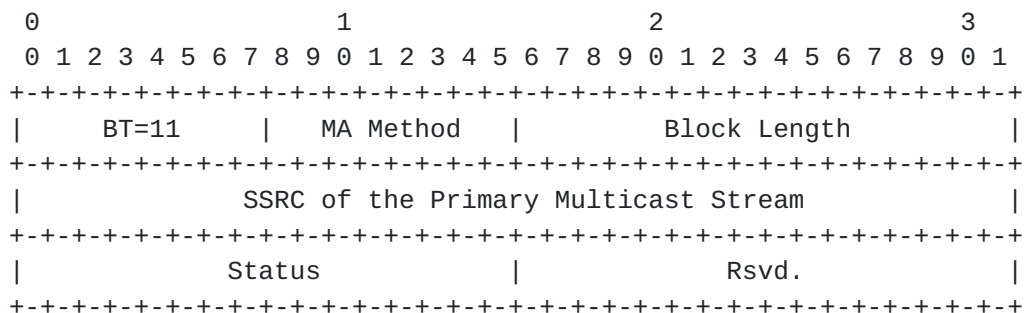 0                   1                   2                   3
 0 1 2 3 4 5 6 7 8 9 0 1 2 3 4 5 6 7 8 9 0 1 2 3 4 5 6 7 8 9 0 1
+-+-+-+-+-+-+-+-+-+-+-+-+-+-+-+-+-+-+-+-+-+-+-+-+-+-+-+-+-+-+-+-+
|     BT=11     |   MA Method   |         Block Length          |
+-+-+-+-+-+-+-+-+-+-+-+-+-+-+-+-+-+-+-+-+-+-+-+-+-+-+-+-+-+-+-+-+
|              SSRC of the Primary Multicast Stream             |
+-+-+-+-+-+-+-+-+-+-+-+-+-+-+-+-+-+-+-+-+-+-+-+-+-+-+-+-+-+-+-+-+
|             Status            |             Rsvd.             |
+-+-+-+-+-+-+-+-+-+-+-+-+-+-+-+-+-+-+-+-+-+-+-+-+-+-+-+-+-+-+-+-+